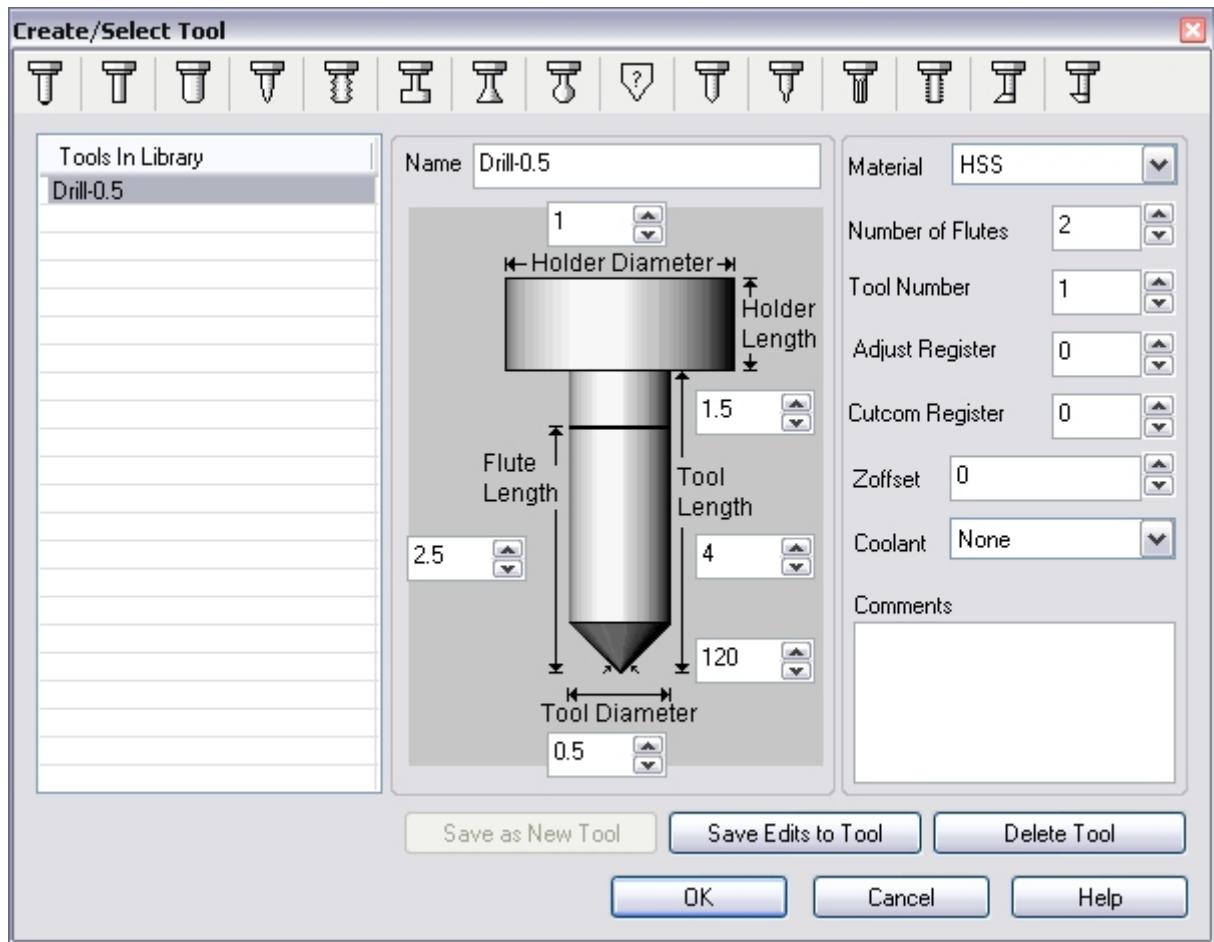 Create/Select Tool
?
Tools In Library
Drill-0.5
Name Drill-0.5
1
Holder Diameter
Holder
Length
1.5
Flute
Length
Tool
Length
2.5
4
120
Tool Diameter
0.5
Material HSS
Number of Flutes 2
Tool Number 1
Adjust Register 0
Cutcom Register 0
Zoffset 0
Coolant None
Comments
Save as New Tool
Save Edits to Tool
Delete Tool
OK
Cancel
Help